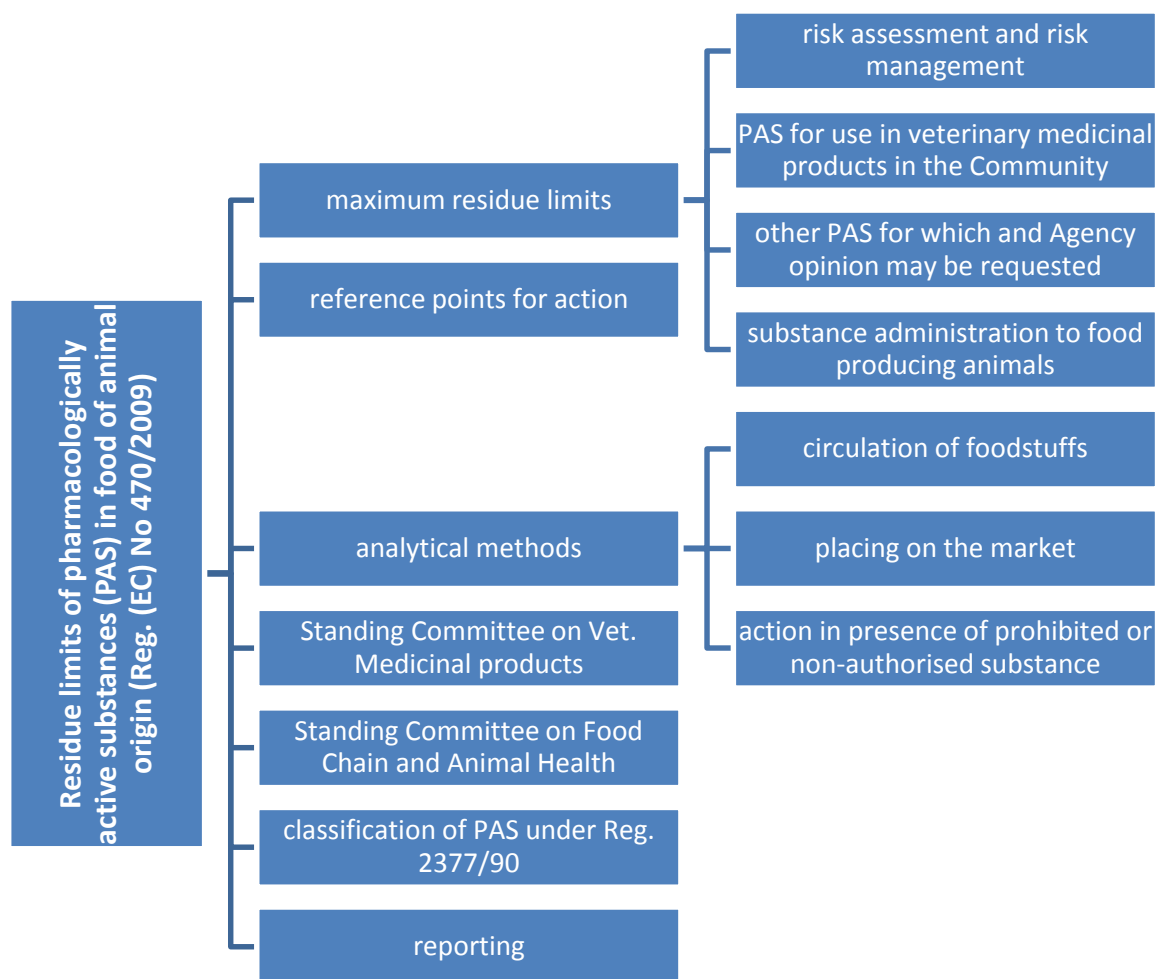 Residue limits of pharmacologically
active substances (PAS) in food of animal
origin (Reg. (EC) No 470/2009)
maximum residue limits
risk assessment and risk
management
PAS for use in veterinary medicinal
products in the Community
other PAS for which and Agency
opinion may be requested
substance administration to food
producing animals
reference points for action
analytical methods
circulation of foodstuffs
placing on the market
action in presence of prohibited or
non-authorised substance
Standing Committee on Vet.
Medicinal products
Standing Committee on Food
Chain and Animal Health
classification of PAS under Reg.
2377/90
reporting